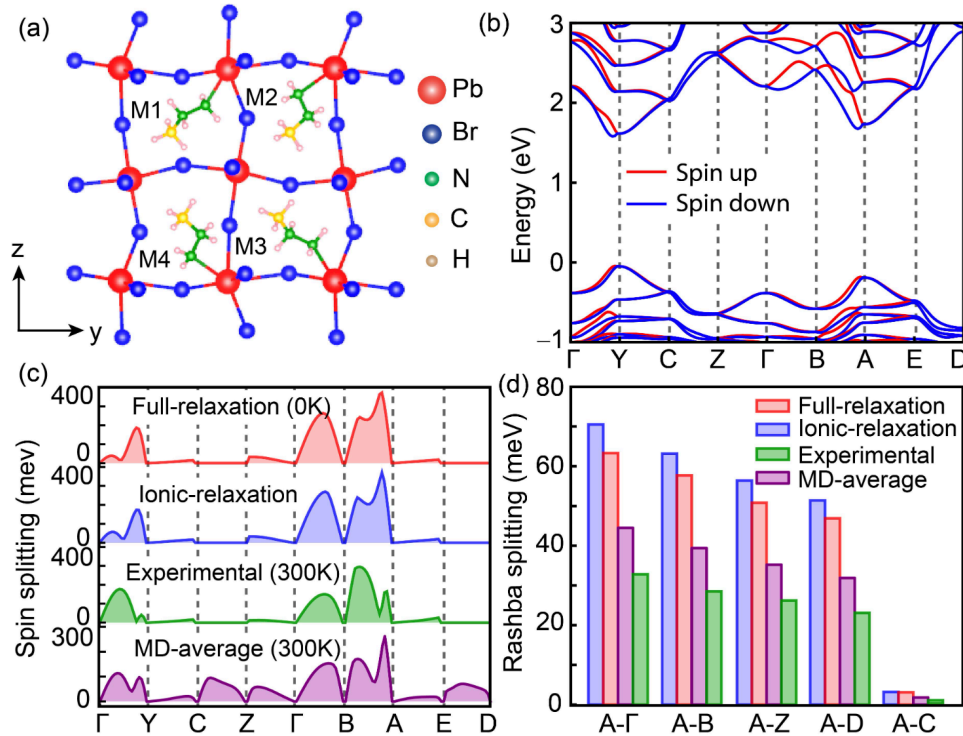 (a)
M1
M2
M3
M4
z
y
Pb
Br
N
C
H
(b)
Energy (eV)
3
2
1
0
−1
Spin up
Spin down
Γ Y C Z Γ B A E D
(c)
Spin splitting (mev)
400
Full-relaxation (0K)
0
400
Ionic-relaxation
0
400
Experimental (300K)
0
300
MD-average (300K)
0
Γ Y C Z Γ B A E D
(d)
Rashba splitting (meV)
80
60
40
20
0
Full-relaxation
Ionic-relaxation
Experimental
MD-average
A-Γ A-B A-Z A-D A-C